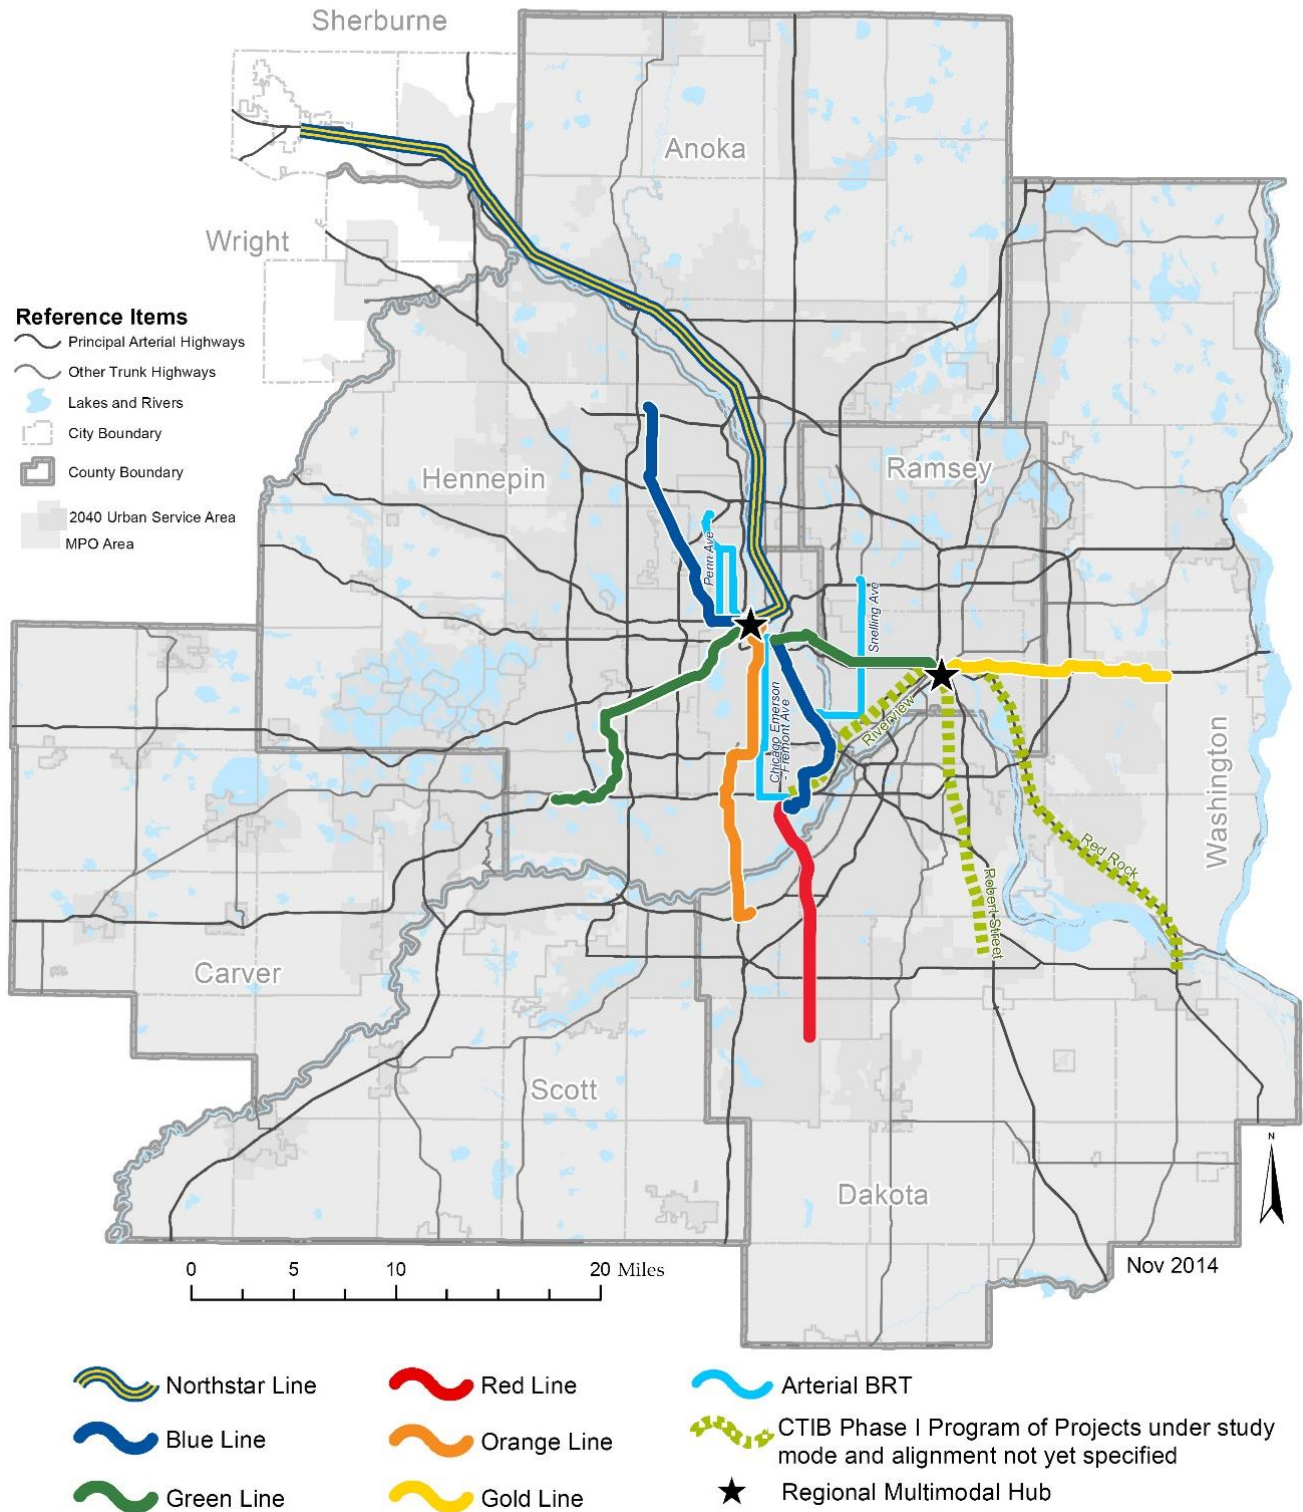 Sherburne
Anoka
Wright
Reference Items
Principal Arterial Highways
Other Trunk Highways
Lakes and Rivers
City Boundary
County Boundary
2040 Urban Service Area
MPO Area
Hennepin
Ramsey
Penn Ave
Snelling Ave
Chicago Emerson
- Fremont Ave
Riverview
Washington
Red Rock
Robert Street
Carver
Scott
Dakota
N
Nov 2014
0 5 10 20 Miles
Northstar Line
Blue Line
Green Line
Red Line
Orange Line
Gold Line
Arterial BRT
CTIB Phase I Program of Projects under study
mode and alignment not yet specified
Regional Multimodal Hub